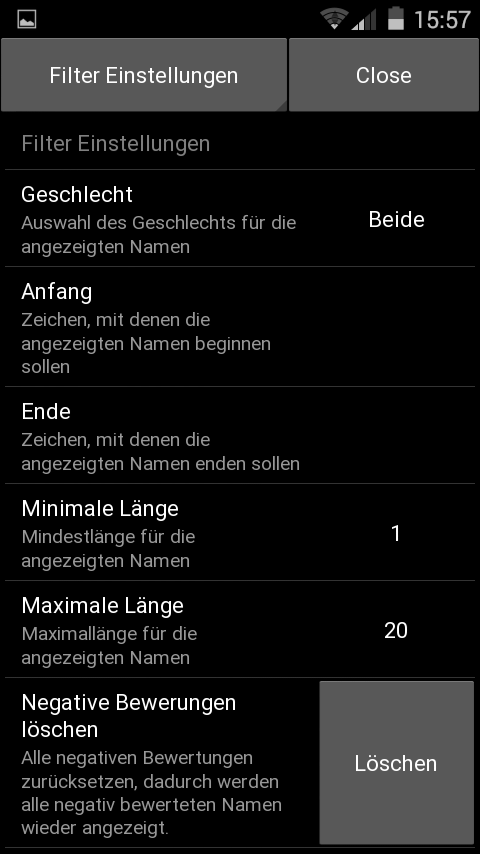 15:57
Filter Einstellungen
Close
Filter Einstellungen
Geschlecht
Auswahl des Geschlechts für die
angezeigten Namen
Beide
Anfang
Zeichen, mit denen die
angezeigten Namen beginnen
sollen
Ende
Zeichen, mit denen die
angezeigten Namen enden sollen
Minimale Länge
Mindestlänge für die
angezeigten Namen
1
Maximale Länge
Maximallänge für die
angezeigten Namen
20
Negative Bewerungen
löschen
Alle negativen Bewertungen
zurücksetzen, dadurch werden
alle negativ bewerteten Namen
wieder angezeigt.
Löschen